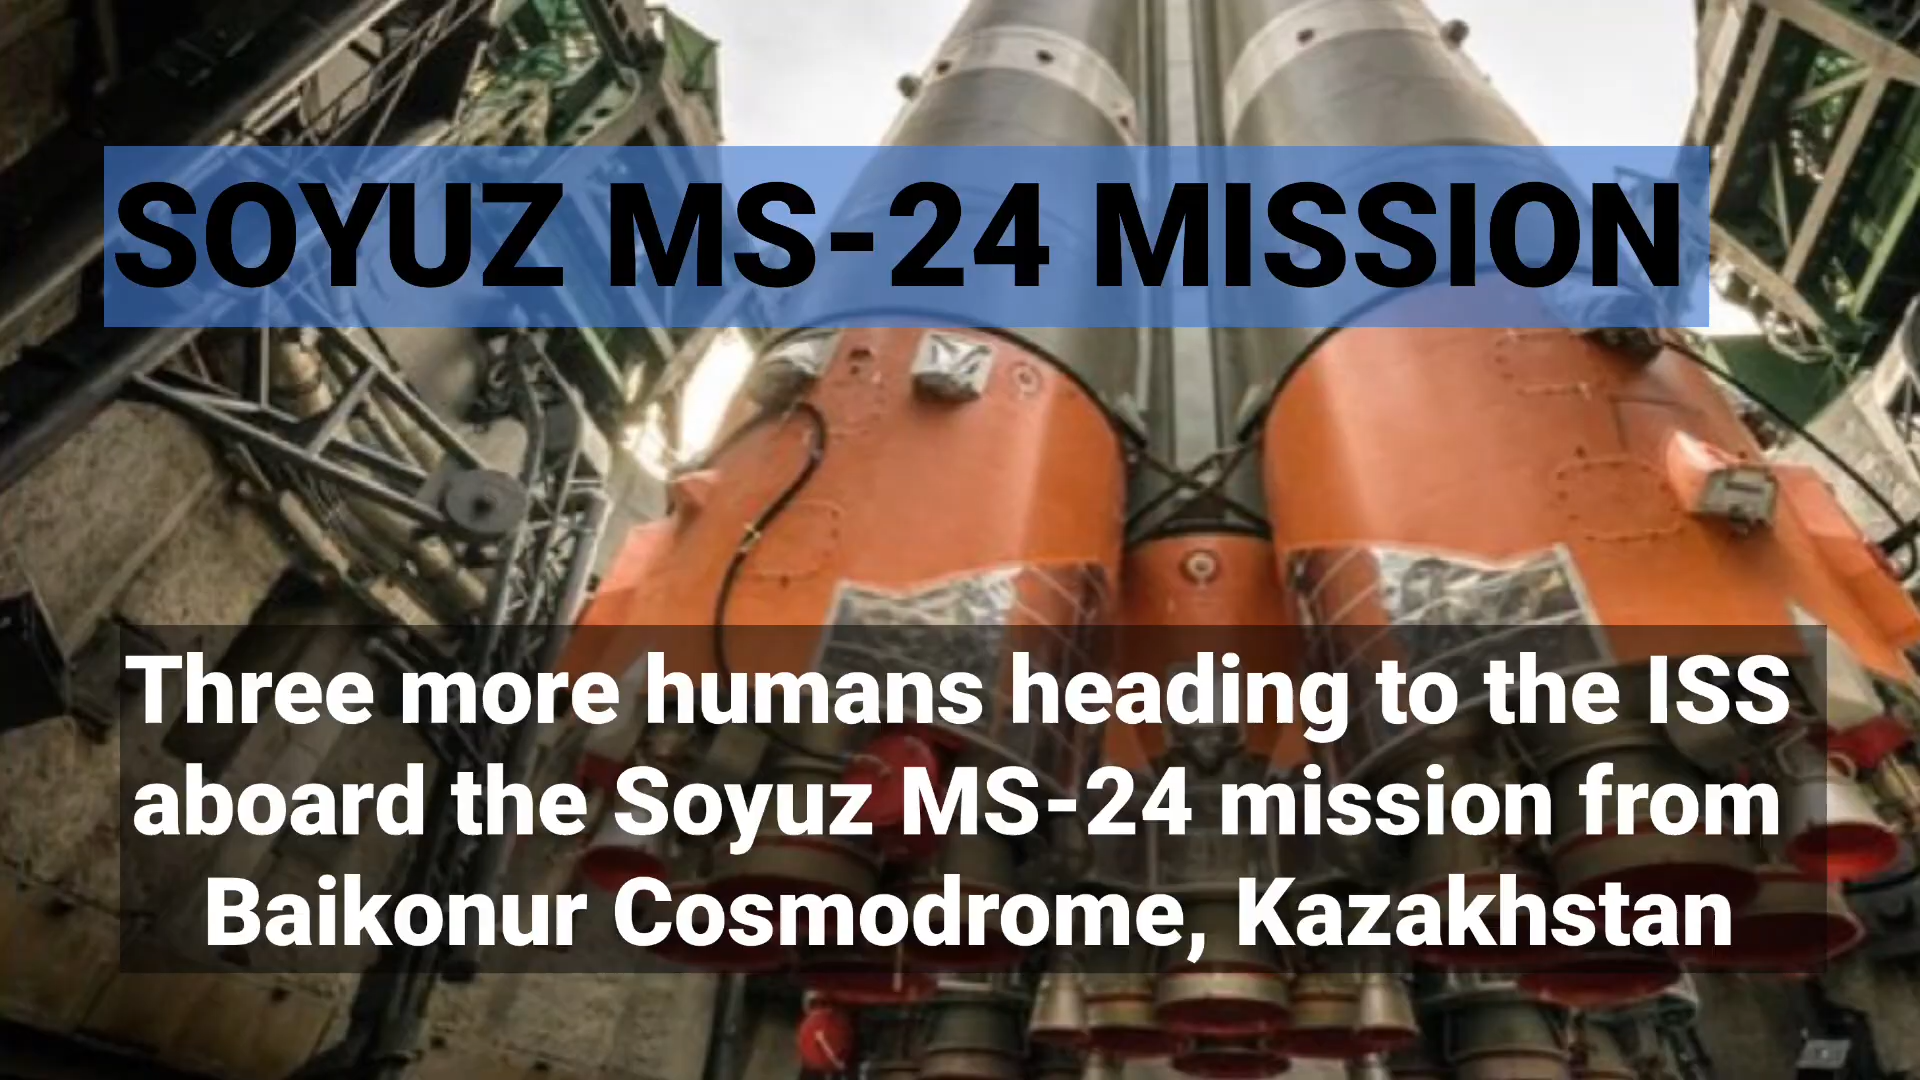 SOYUZ MS-24 MISSION
Three more humans heading to the ISS
aboard the Soyuz MS-24 mission from
Baikonur Cosmodrome, Kazakhstan